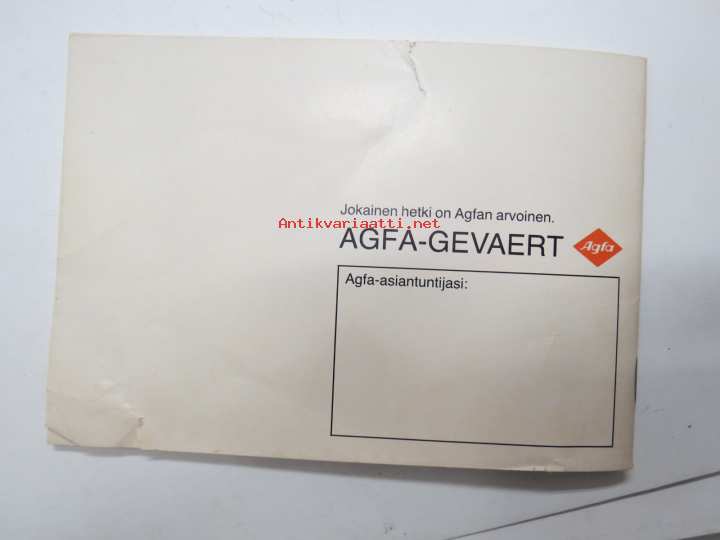 Jokainen hetki on Agfan arvoinen.
Antikvariaatti.net
AGFA-GEVAERT Agfa
Agfa-asiantuntijasi: